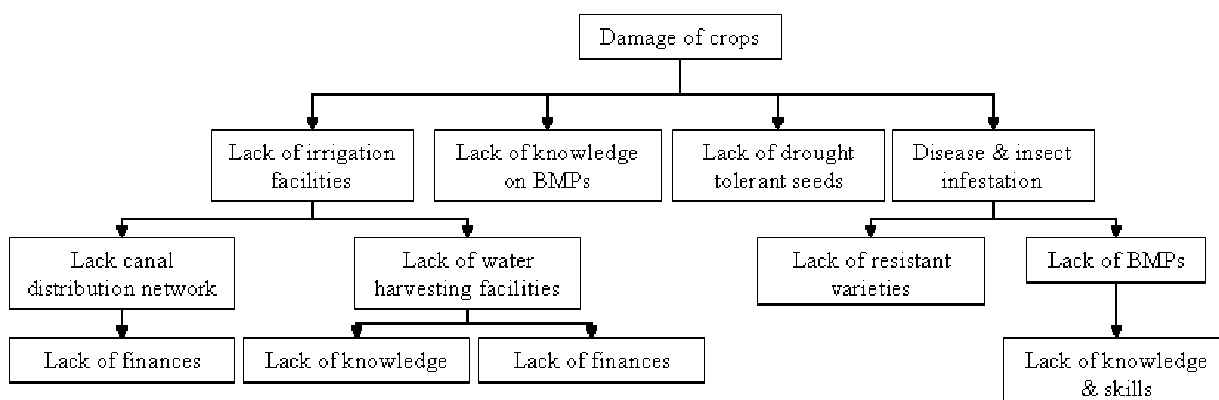 Damage of crops
Lack of irrigation
facilities
Lack of knowledge
on BMPs
Lack of drought
tolerant seeds
Disease & insect
infestation
Lack canal
distribution network
Lack of water
harvesting facilities
Lack of resistant
varieties
Lack of BMPs
Lack of finances
Lack of knowledge
Lack of finances
Lack of knowledge
& skills